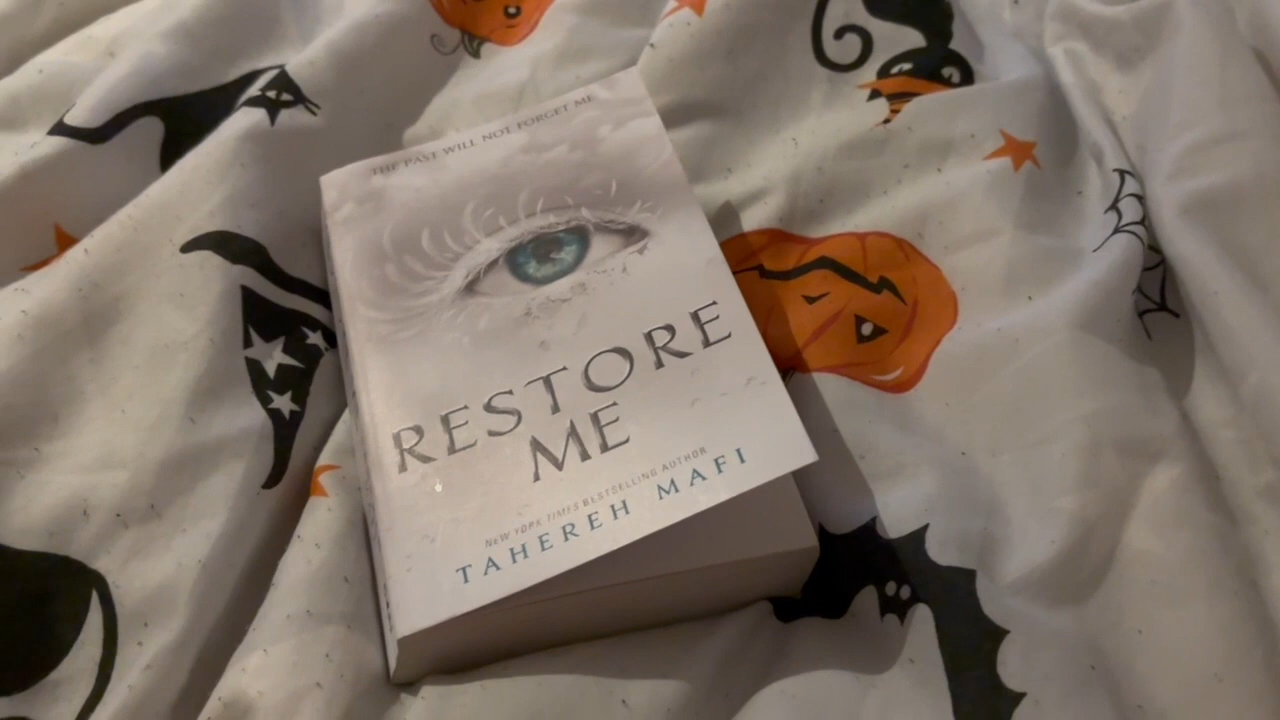 THE PAST WILL NOT FORGET ME
RESTORE
ME
NEW YORK TIMES BESTSELLING AUTHOR
TAHEREH MAFI